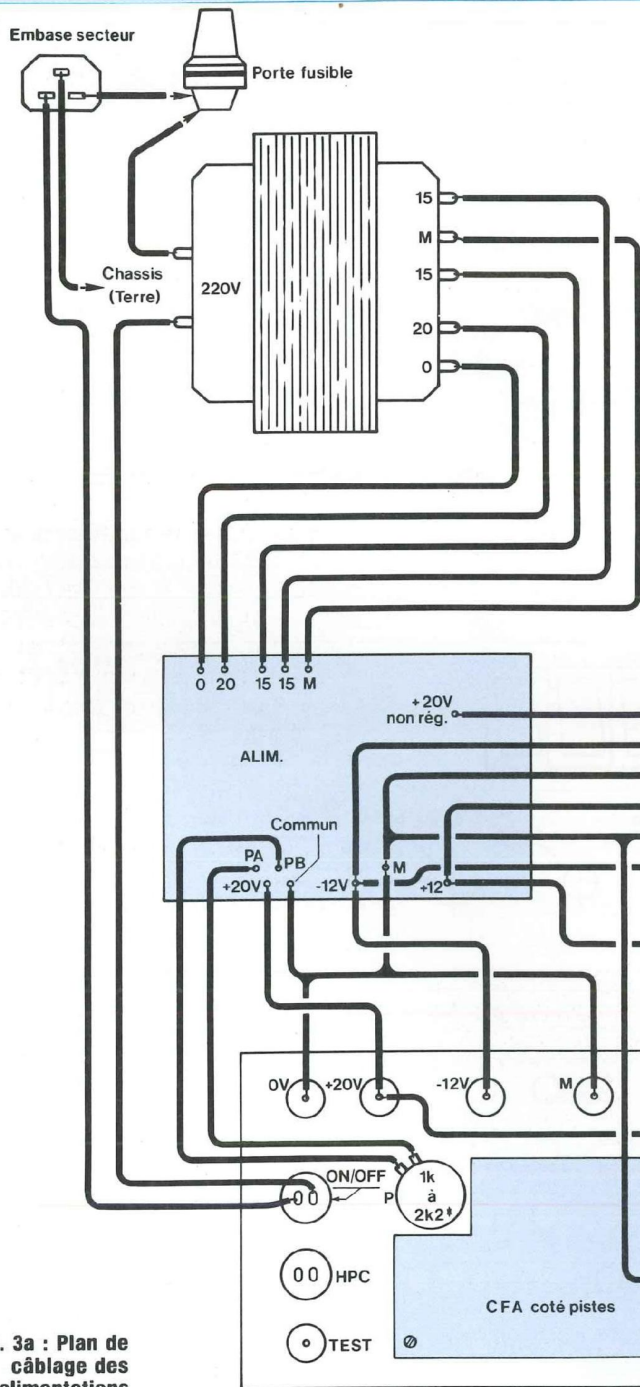 Embase secteur
Porte fusible
Chassis
(Terre)
220V
15
M
15
20
0
0 20 15 15 M
+20V
non rég.
ALIM.
Commun
PA PB
+20V
-12V
M
+12
0V
+20V
-12V
M
ON/OFF
P
1k
à
2k2*
HPC
TEST
CFA coté pistes
. 3a : Plan de
câblage des
alimentations